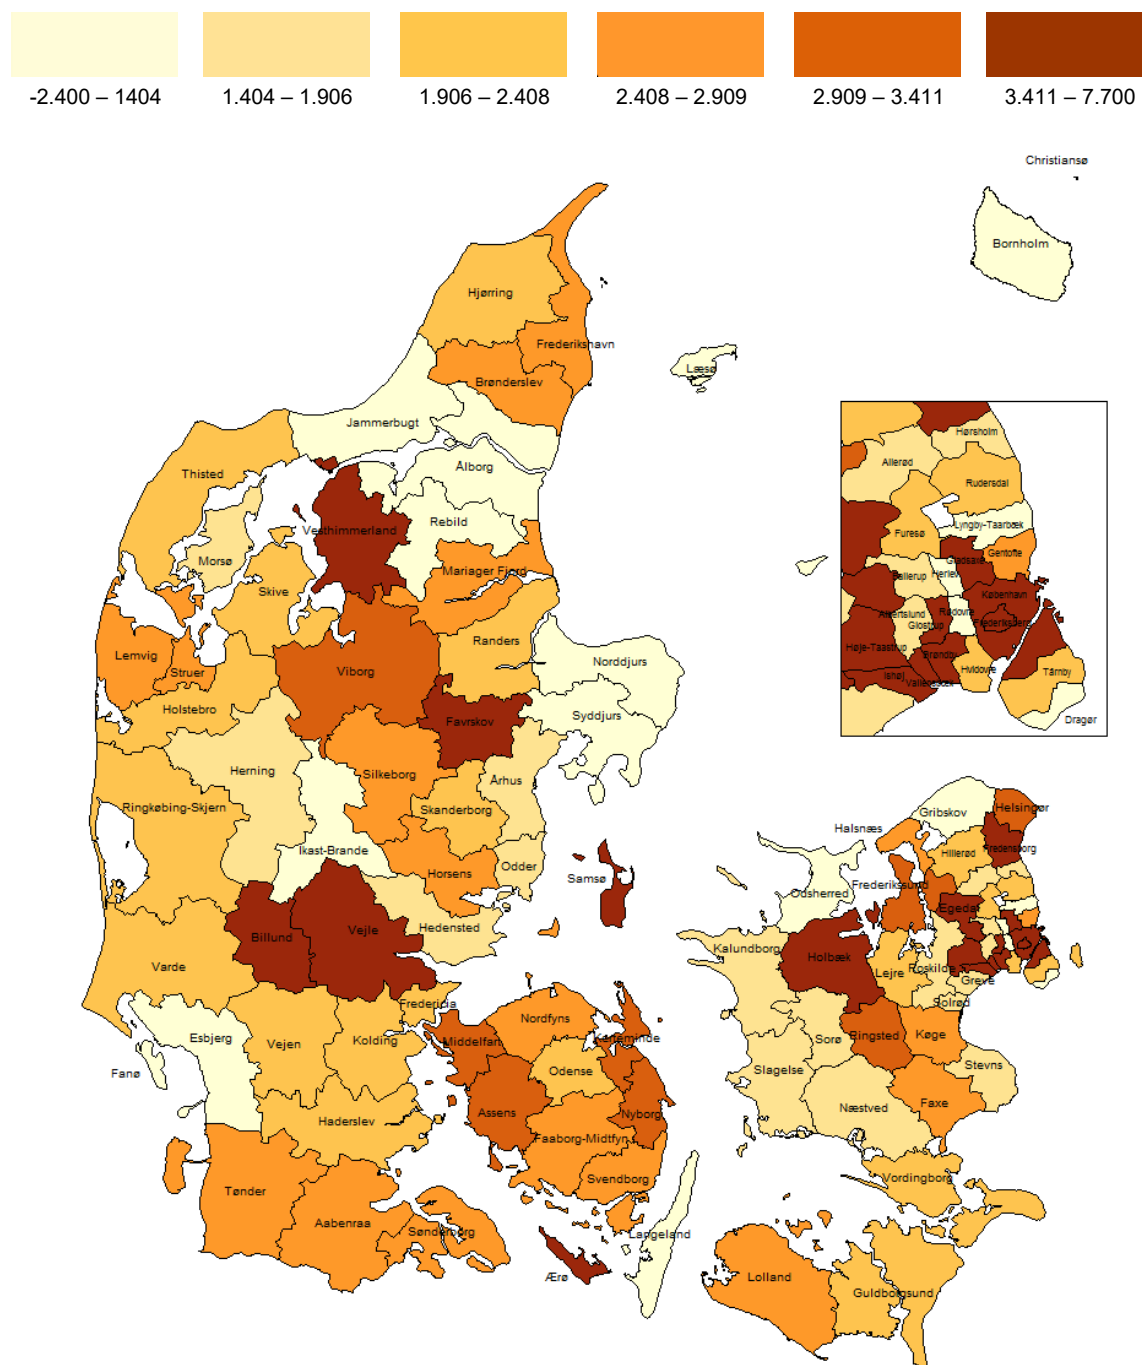 -2.400 – 1404 1.404 – 1.906 1.906 – 2.408 2.408 – 2.909 2.909 – 3.411 3.411 – 7.700
Christiansø
Bornholm
Hjørring
Frederikshavn
Brønderslev
Læsø
Jammerbugt
Ålborg
Thisted
Vesthimmerland
Rebild
Morsø
Mariager Fjord
Skive
Randers
Lemvig
Struer
Viborg
Norddjurs
Holstebro
Favrskov
Syddjurs
Herning
Silkeborg
Århus
Ringkøbing-Skjern
Skanderborg
Ikast-Brande
Horsens
Odder
Samsø
Billund
Vejle
Hedensted
Varde
Fredericia
Esbjerg
Vejen
Kolding
Fanø
Haderslev
Tønder
Aabenraa
Sønderborg
Nordfyns
Middelfart
Kerteminde
Odense
Assens
Nyborg
Faaborg-Midtfyn
Svendborg
Langeland
Ærø
Hørsholm
Allerød
Rudersdal
Furesø
Lyngby-Taarbæk
Gentofte
Gladsaxe
Ballerup
Herlev
København
Albertslund
Rødovre
Glostrup
Frederiksberg
Høje-Taastrup
Brøndby
Hvidovre
Ishøj
Vallensbæk
Tårnby
Dragør
Gribskov
Helsingør
Halsnæs
Hillerød
Fredensborg
Odsherred
Frederikssund
Egedal
Kalundborg
Holbæk
Lejre
Roskilde
Greve
Solrød
Ringsted
Køge
Sorø
Slagelse
Stevns
Næstved
Faxe
Vordingborg
Lolland
Guldborgsund